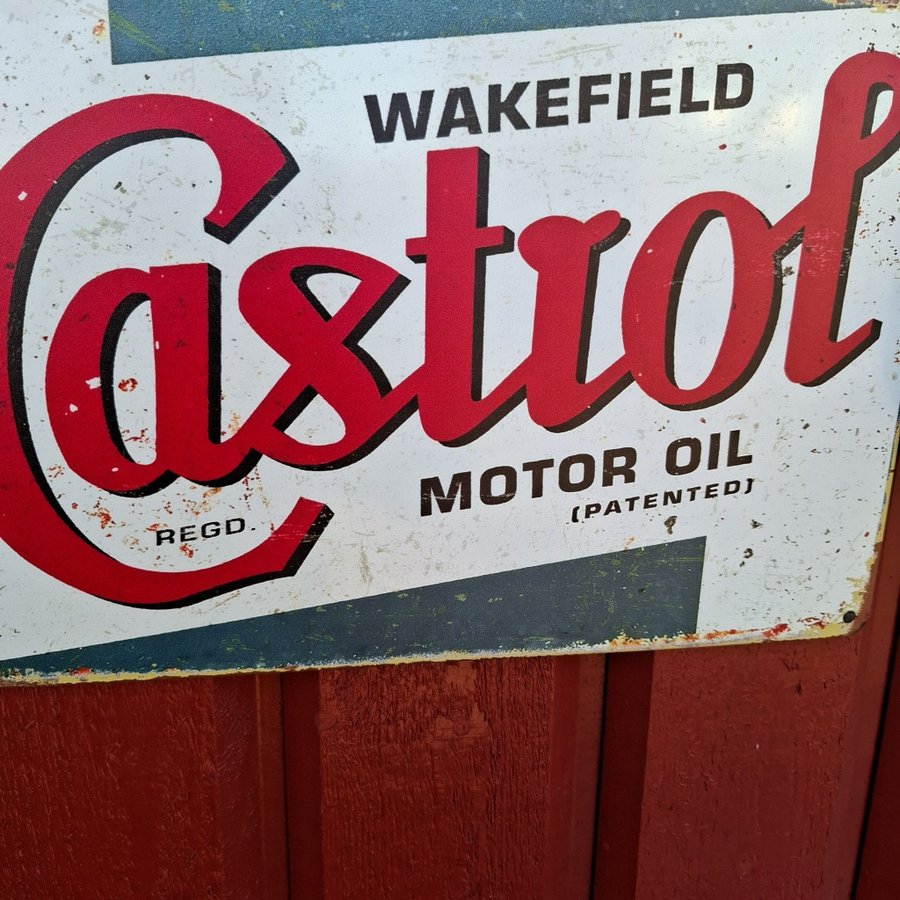 WAKEFIELD
Castrol
REGD.
MOTOR OIL
(PATENTED)